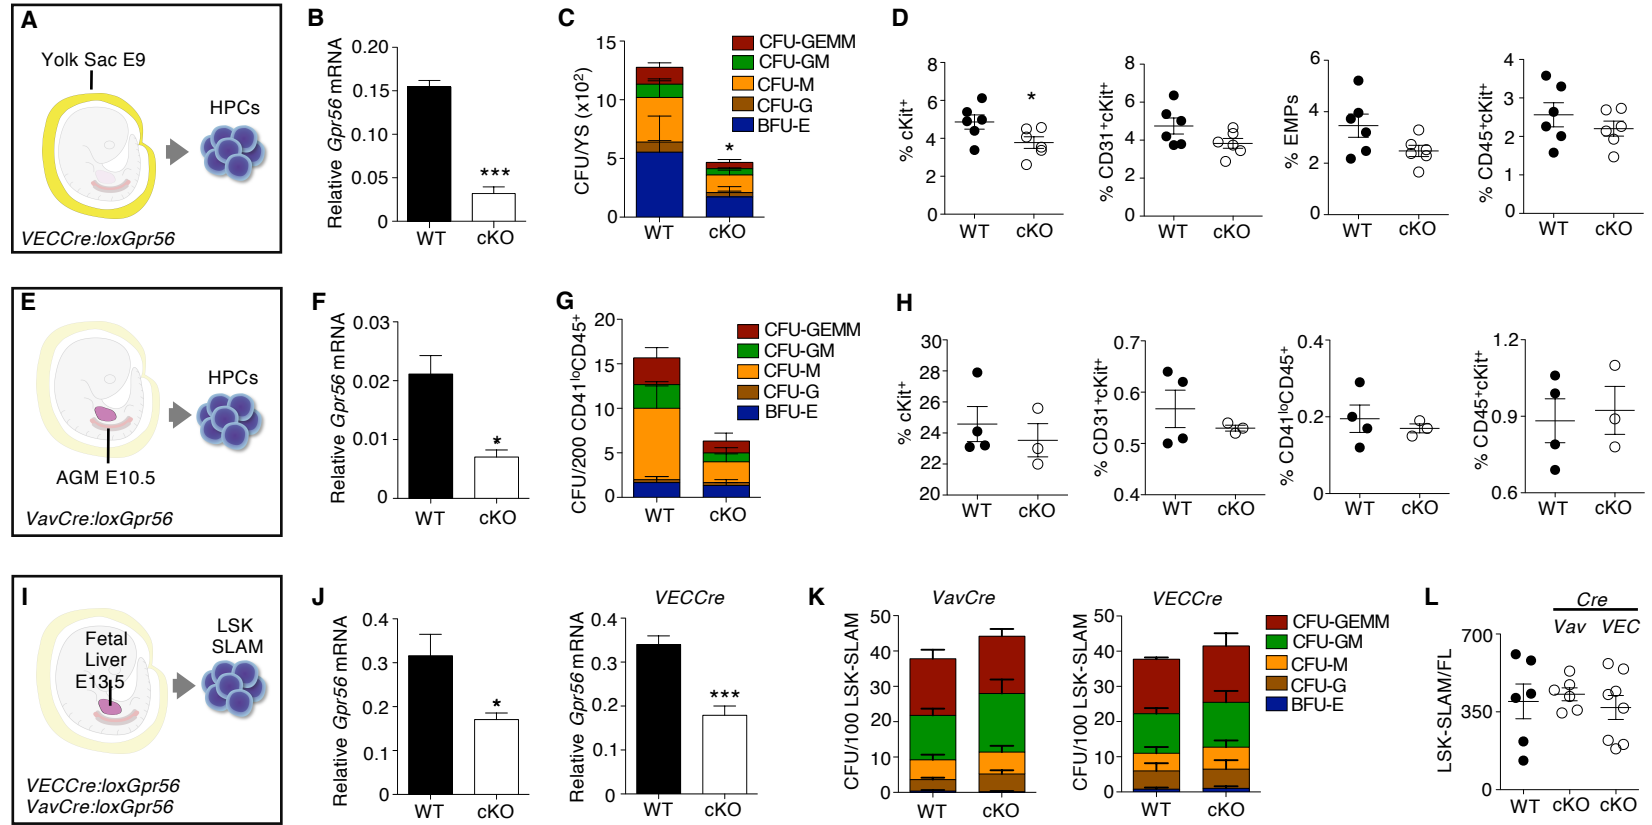 A
Yolk Sac E9
HPCs
VECCre:loxGpr56
B
Relative Gpr56 mRNA
0.20
0.15
0.10
0.05
0
***
WT
cKO
C
CFU/YS (x10²)
15
10
5
0
*
WT
cKO
CFU-GEMM
CFU-GM
CFU-M
CFU-G
BFU-E
D
% cKit⁺
8
6
4
2
0
*
WT
cKO
% CD31⁺cKit⁺
8
6
4
2
0
WT
cKO
% EMPs
6
4
2
0
WT
cKO
% CD45⁺cKit⁺
4
3
2
1
0
WT
cKO
E
HPCs
AGM E10.5
VavCre:loxGpr56
F
Relative Gpr56 mRNA
0.03
0.02
0.01
0
*
WT
cKO
G
CFU/200 CD41ˡᵒCD45⁺
20
15
10
5
0
WT
cKO
CFU-GEMM
CFU-GM
CFU-M
CFU-G
BFU-E
H
% cKit⁺
30
28
26
24
22
20
WT
cKO
% CD31⁺cKit⁺
0.7
0.6
0.5
0.4
WT
cKO
% CD41ˡᵒCD45⁺
0.4
0.2
0
WT
cKO
% CD45⁺cKit⁺
1.2
0.9
0.6
WT
cKO
I
Fetal
Liver
E13.5
LSK
SLAM
VECCre:loxGpr56
VavCre:loxGpr56
J
Relative Gpr56 mRNA
0.4
0.3
0.2
0.1
0
*
WT
cKO
VECCre
Relative Gpr56 mRNA
0.4
0.3
0.2
0.1
0
***
WT
cKO
K
VavCre
CFU/100 LSK-SLAM
50
40
30
20
10
0
WT
cKO
VECCre
CFU/100 LSK-SLAM
50
40
30
20
10
0
WT
cKO
CFU-GEMM
CFU-GM
CFU-M
CFU-G
BFU-E
L
Cre
Vav
VEC
LSK-SLAM/FL
700
350
0
WT
cKO
cKO